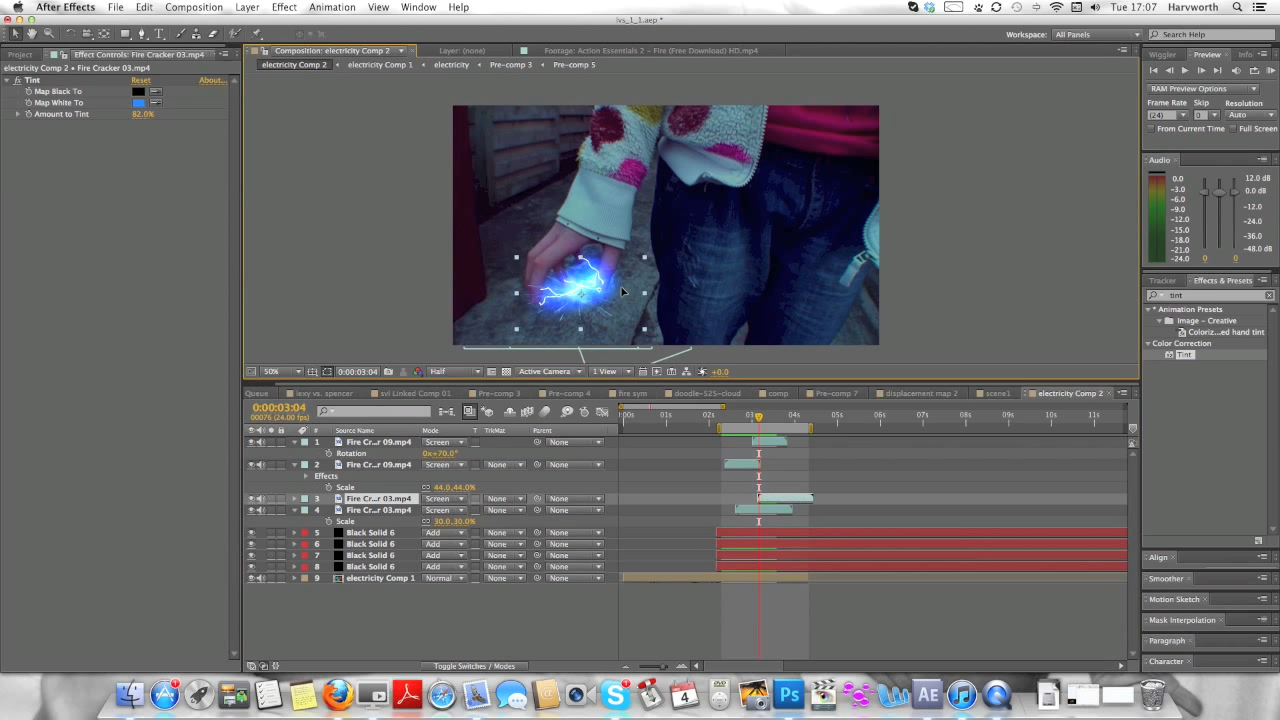 After Effects File Edit Composition Layer Effect Animation View Window Help
Tue 17:07 Harworth
lvs_1_1.aep *
Workspace: All Panels Search Help
Project Effect Controls: Fire Cracker 03.mp4
Composition: electricity Comp 2 Layer: (none) Footage: Action Essentials 2 - Fire (Free Download) HD.mp4
Wiggler Preview Info
electricity Comp 2 • Fire Cracker 03.mp4
electricity Comp 2 electricity Comp 1 electricity Pre-comp 3 Pre-comp 5
fx Tint Reset About...
Map Black To
Map White To
Amount to Tint 82.0%
RAM Preview Options
Frame Rate Skip Resolution
(24) 0 Auto
From Current Time Full Screen
Audio
0.0 12.0 dB
-3.0 6.0 dB
-6.0 0.0 dB
-9.0
-12.0 -12.0
-15.0 -24.0
-18.0
-21.0 -36.0
-24.0 -48.0 dB
0 0
Tracker Effects & Presets
tint
* Animation Presets
Image - Creative
Coloriz...ed hand tint
Color Correction
Tint
50% 0:00:03:04 Half Active Camera 1 View +0.0
Queue lexy vs. spencer svl Linked Comp 01 Pre-comp 3 Pre-comp 4 fire sym doodle-525-cloud comp Pre-comp 7 displacement map 2 scene1 electricity Comp 2
0:00:03:04
00076 (24.00 fps)
:00s 01s 02s 03s 04s 05s 06s 07s 08s 09s 10s 11s
# Source Name Mode T TrkMat Parent
1 Fire Cr...r 09.mp4 Screen None
Rotation 0x+70.0°
2 Fire Cr...r 09.mp4 Screen None None
Effects
Scale 44.0,44.0%
3 Fire Cr...r 03.mp4 Screen None None
4 Fire Cr...r 03.mp4 Screen None None
Scale 30.0,30.0%
5 Black Solid 6 Add None None
6 Black Solid 6 Add None None
7 Black Solid 6 Add None None
8 Black Solid 6 Add None None
9 electricity Comp 1 Normal None None
Toggle Switches / Modes
Align
Smoother
Motion Sketch
Mask Interpolation
Paragraph
Character